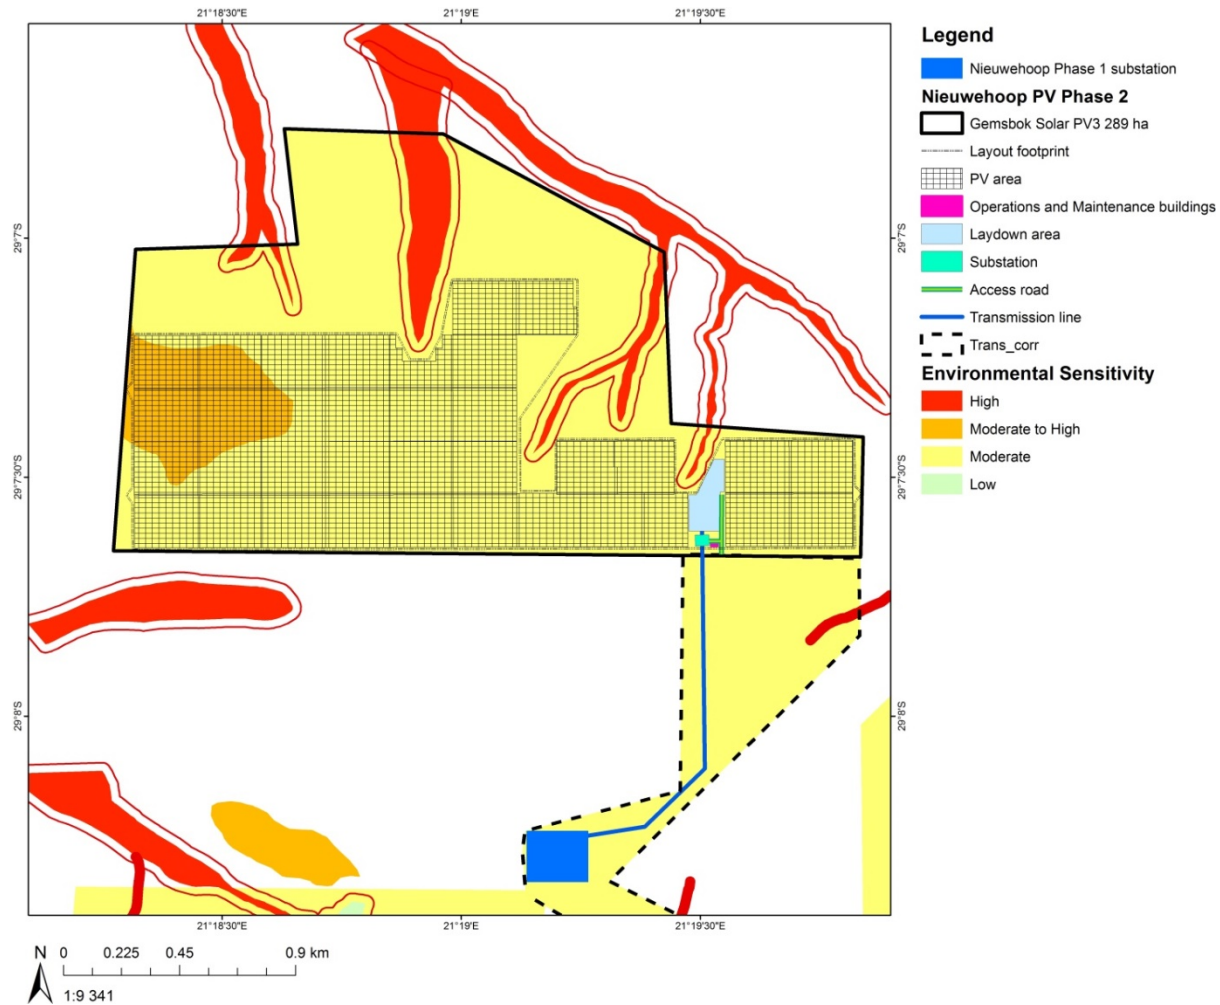 21°18'30"E
21°19'E
21°19'30"E
Legend
Nieuwehoop Phase 1 substation
Nieuwehoop PV Phase 2
Gemsbok Solar PV3 289 ha
Layout footprint
PV area
Operations and Maintenance buildings
Laydown area
Substation
Access road
Transmission line
Trans_corr
Environmental Sensitivity
High
Moderate to High
Moderate
Low
29°7'S
29°7'S
29°7'30"S
29°7'30"S
29°8'S
29°8'S
21°18'30"E
21°19'E
21°19'30"E
N
0 0.225 0.45 0.9 km
1:9 341